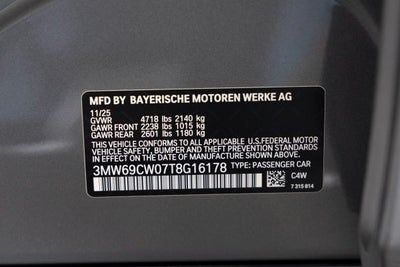 MFD BY BAYERISCHE MOTOREN WERKE AG
11/25
GVWR 4718 lbs 2140 kg
GAWR FRONT 2238 lbs 1015 kg
GAWR REAR 2601 lbs 1180 kg
THIS VEHICLE CONFORMS TO ALL APPLICABLE U.S.FEDERAL MOTOR
VEHICLE SAFETY, BUMPER AND THEFT PREVENTION STANDARDS IN
EFFECT ON THE DATE OF MANUFACTURE SHOWN ABOVE.
3MW69CW07T8G16178 TYPE: PASSENGER CAR
C4W
7 315 814